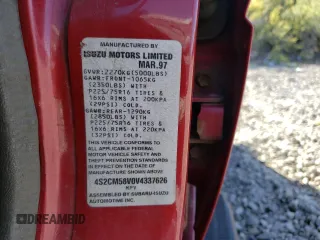 MANUFACTURED BY
ISUZU MOTORS LIMITED
MAR.97
GVWR:2270KG(5000LBS)
GAWR:FRONT-1065KG
(2350LBS) WITH
P225/75R16 TIRES &
16X6 RIMS AT 200KPA
(29PSI) COLD.
GAWR:REAR-1290KG
(2850LBS) WITH
P225/75R16 TIRES &
16X6 RIMS AT 220KPA
(32PSI) COLD.
THIS VEHICLE CONFORMS TO ALL
APPLICABLE FEDERAL MOTOR VEHICLE
SAFETY AND THEFT PREVENTION STANDARDS
IN EFFECT ON THE DATE OF
MANUFACTURE SHOWN ABOVE.
4S2CM58V0V4337626
MPV
ASSEMBLED BY SUBARU-ISUZU
AUTOMOTIVE INC.